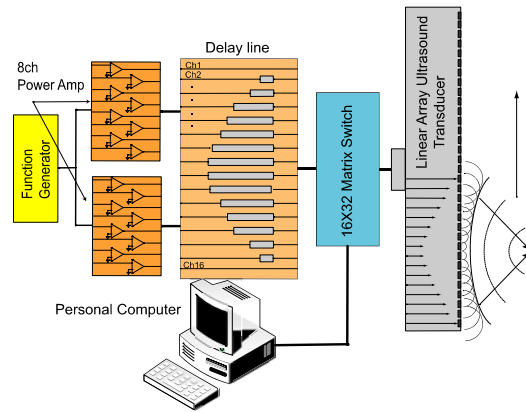 8ch
Power Amp
Function
Generator
Delay line
Ch1
Ch2
Ch16
16X32 Matrix Switch
Linear Array Ultrasound
Transducer
Personal Computer